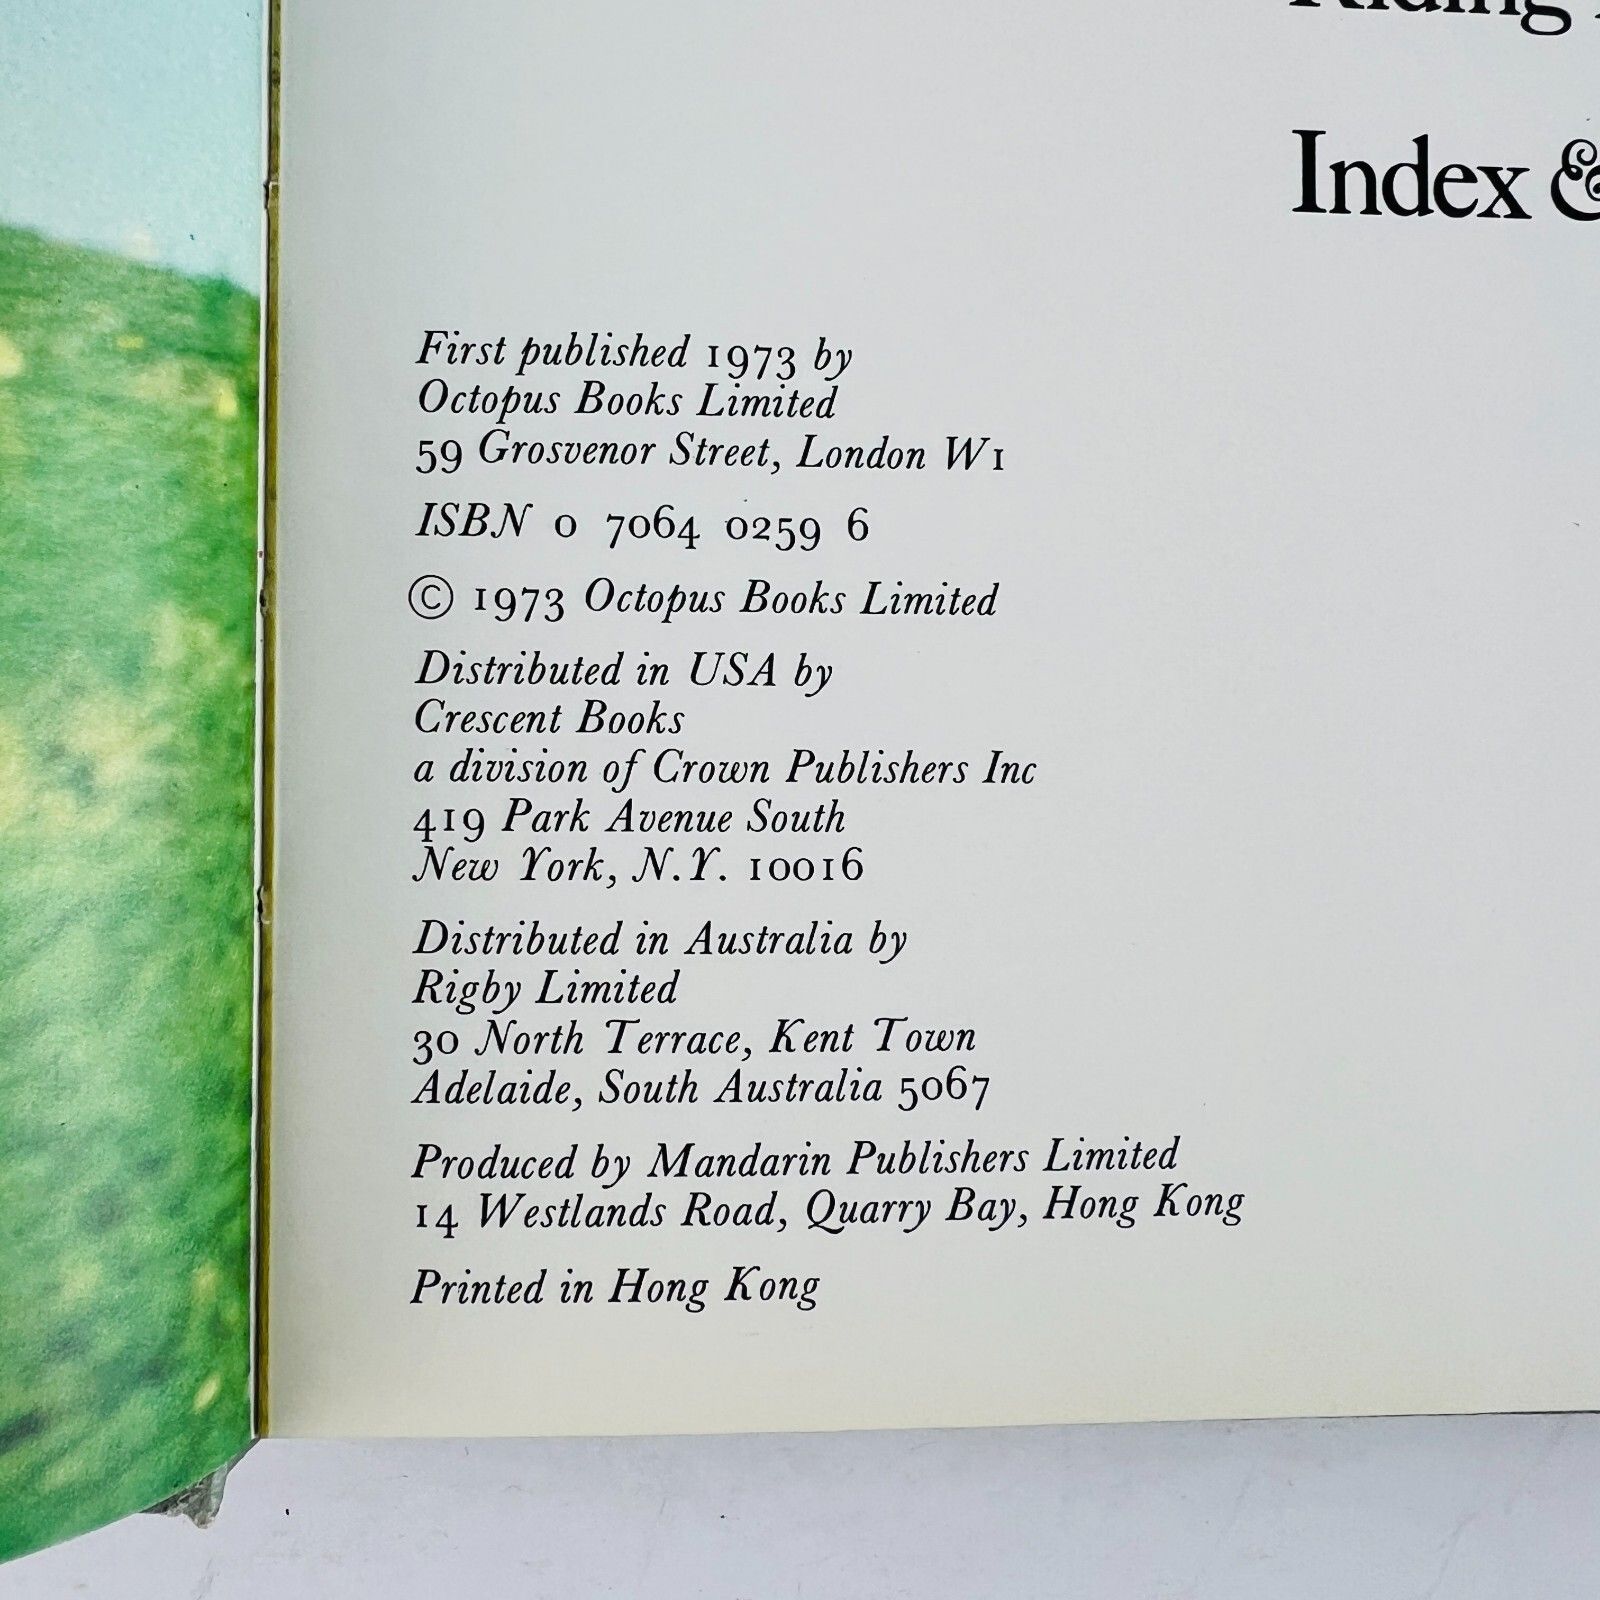 Riding
Index &
First published 1973 by
Octopus Books Limited
59 Grosvenor Street, London W1
ISBN 0 7064 0259 6
© 1973 Octopus Books Limited
Distributed in USA by
Crescent Books
a division of Crown Publishers Inc
419 Park Avenue South
New York, N.Y. 10016
Distributed in Australia by
Rigby Limited
30 North Terrace, Kent Town
Adelaide, South Australia 5067
Produced by Mandarin Publishers Limited
14 Westlands Road, Quarry Bay, Hong Kong
Printed in Hong Kong